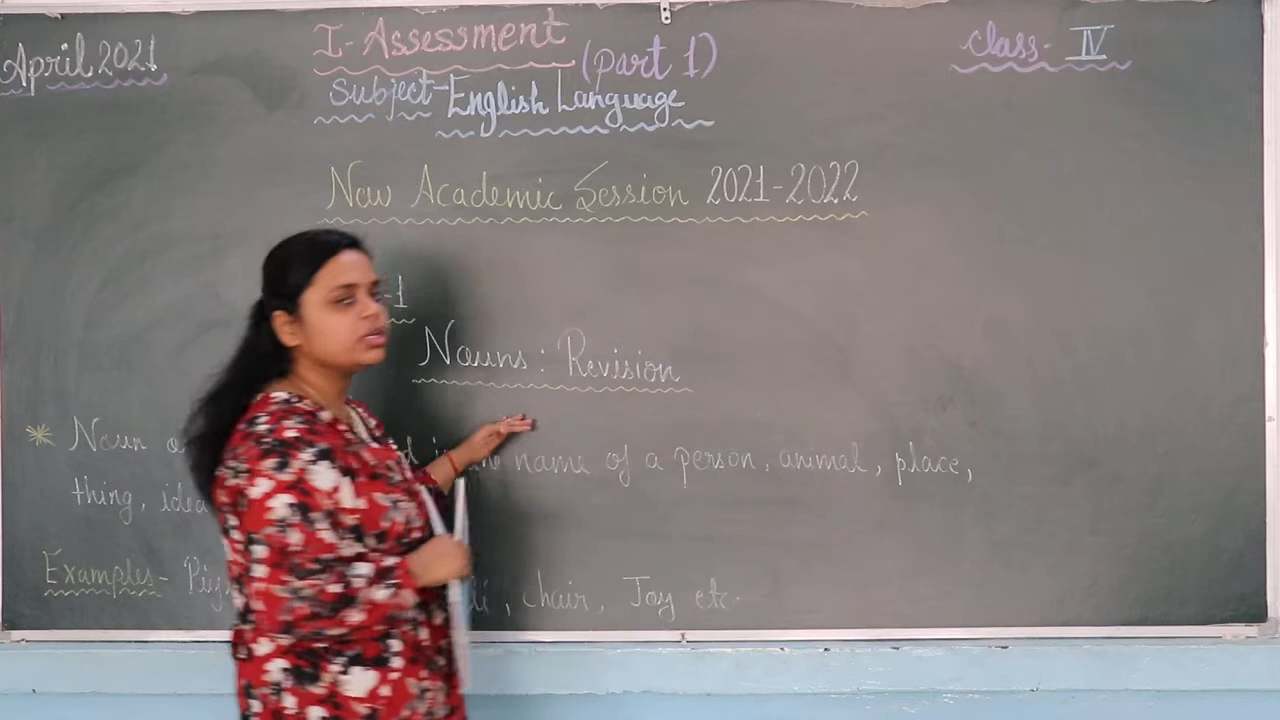 April 2021
I-Assessment (part 1)
class- IV
Subject-English Language
New Academic Session 2021-2022
-1
Nouns: Revision
Noun name of a person, animal, place,
thing, idea
Examples- , chair, Joy etc.